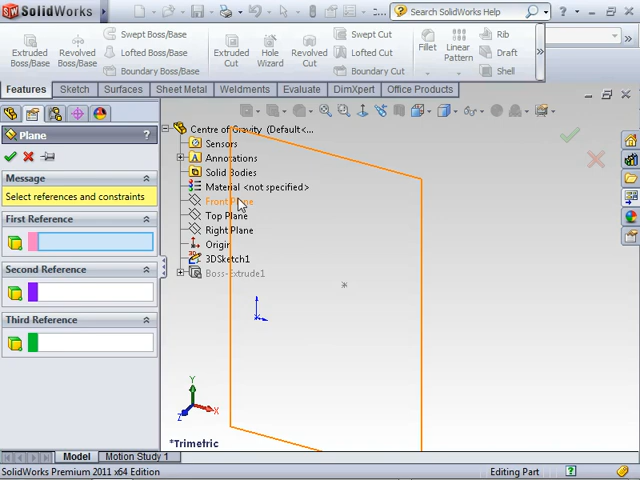 SolidWorks
Search SolidWorks Help
Extruded Boss/Base
Revolved Boss/Base
Swept Boss/Base
Lofted Boss/Base
Boundary Boss/Base
Extruded Cut
Hole Wizard
Revolved Cut
Swept Cut
Lofted Cut
Boundary Cut
Fillet
Linear Pattern
Rib
Draft
Shell
Features
Sketch
Surfaces
Sheet Metal
Weldments
Evaluate
DimXpert
Office Products
Plane
?
Message
Select references and constraints
First Reference
Second Reference
Third Reference
Centre of Gravity (Default<...
Sensors
Annotations
Solid Bodies
Material <not specified>
Front Plane
Top Plane
Right Plane
Origin
3DSketch1
Boss-Extrude1
Y
X
Z
*Trimetric
Model
Motion Study 1
SolidWorks Premium 2011 x64 Edition
Editing Part